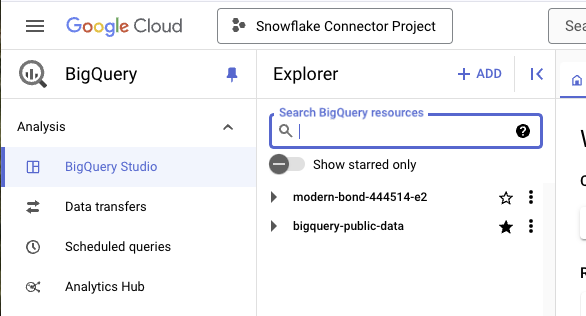 Google Cloud
Snowflake Connector Project
Sea
BigQuery
Explorer
+ ADD
Analysis
BigQuery Studio
Data transfers
Scheduled queries
Analytics Hub
Search BigQuery resources
?
Show starred only
modern-bond-444514-e2
bigquery-public-data